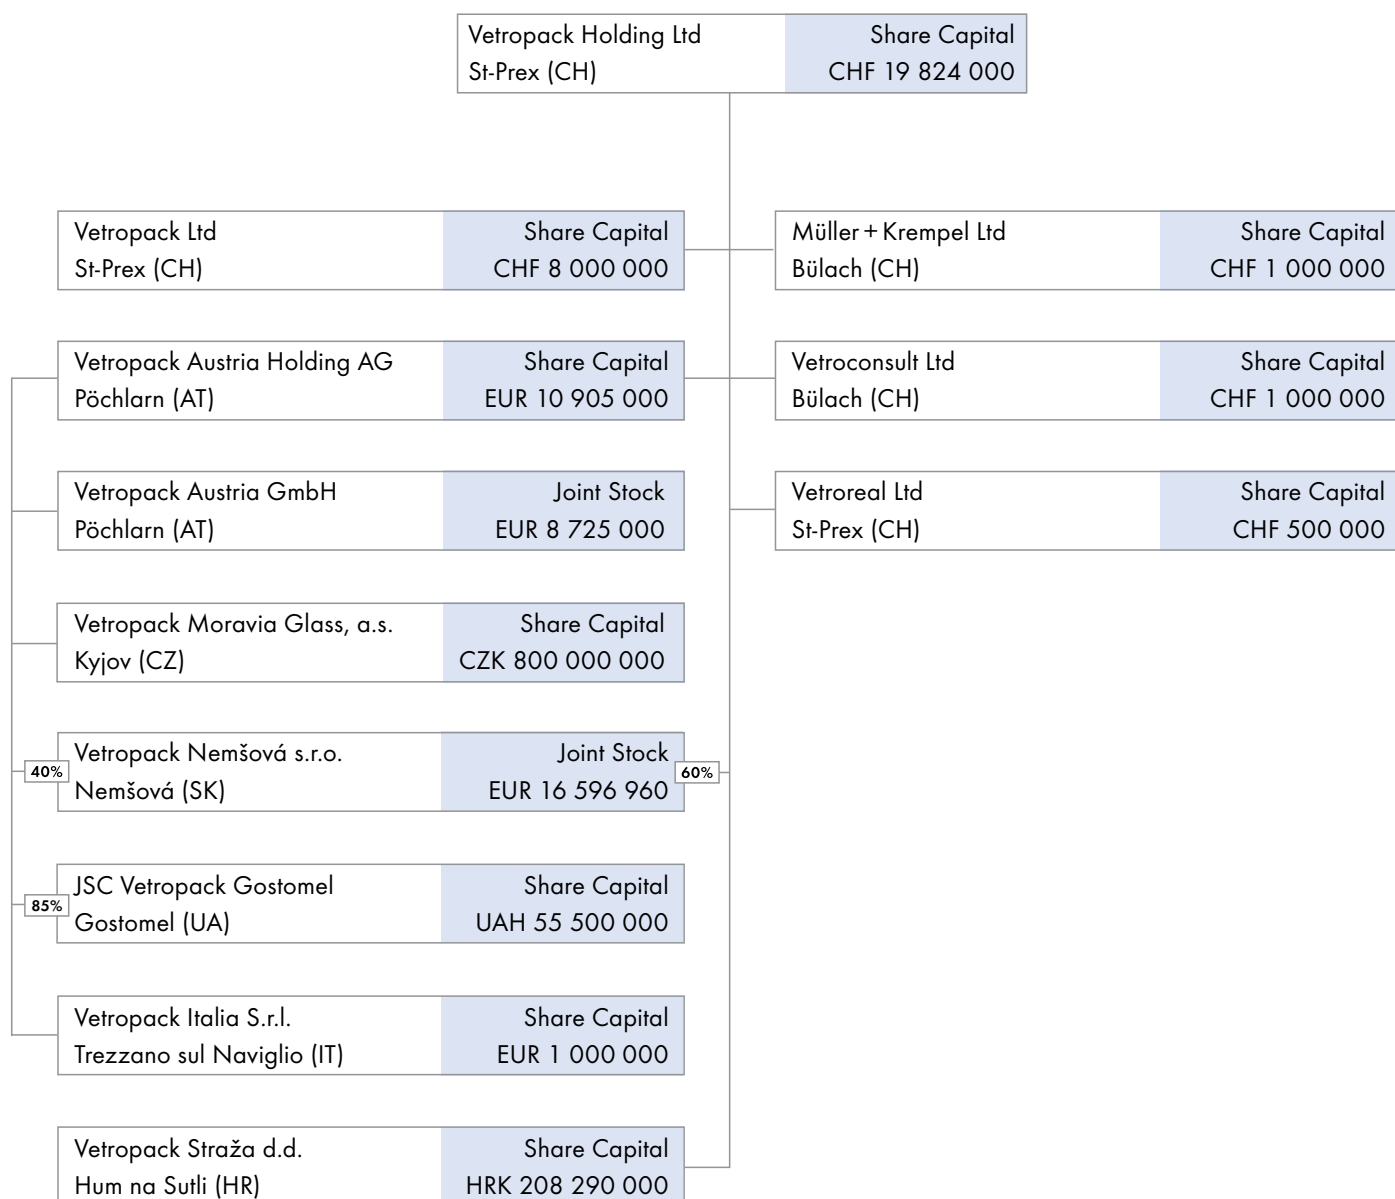 Vetropack Holding Ltd
St-Prex (CH)
Share Capital
CHF 19 824 000
Vetropack Ltd
St-Prex (CH)
Share Capital
CHF 8 000 000
Müller + Krempel Ltd
Bülach (CH)
Share Capital
CHF 1 000 000
Vetropack Austria Holding AG
Pöchlarn (AT)
Share Capital
EUR 10 905 000
Vetroconsult Ltd
Bülach (CH)
Share Capital
CHF 1 000 000
Vetropack Austria GmbH
Pöchlarn (AT)
Joint Stock
EUR 8 725 000
Vetroreal Ltd
St-Prex (CH)
Share Capital
CHF 500 000
Vetropack Moravia Glass, a.s.
Kyjov (CZ)
Share Capital
CZK 800 000 000
40%
Vetropack Nemšová s.r.o.
Nemšová (SK)
Joint Stock
EUR 16 596 960
60%
85%
JSC Vetropack Gostomel
Gostomel (UA)
Share Capital
UAH 55 500 000
Vetropack Italia S.r.l.
Trezzano sul Naviglio (IT)
Share Capital
EUR 1 000 000
Vetropack Straža d.d.
Hum na Sutli (HR)
Share Capital
HRK 208 290 000